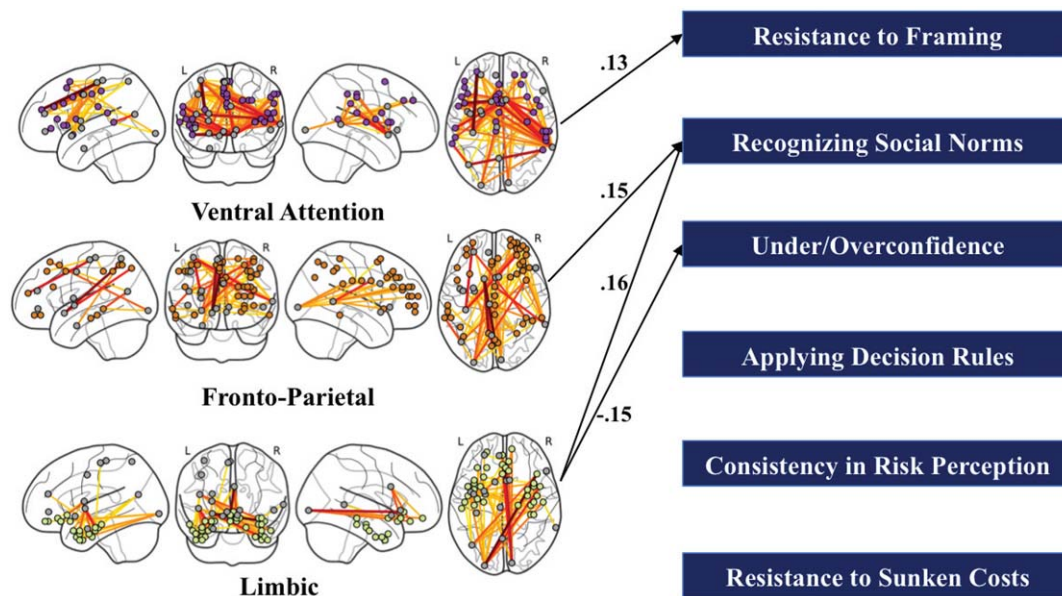 Resistance to Framing
.13
L R
L R
Ventral Attention
Recognizing Social Norms
.15
L R
L R
Fronto-Parietal
Under/Overconfidence
.16
Applying Decision Rules
-.15
L R
L R
Limbic
Consistency in Risk Perception
Resistance to Sunken Costs